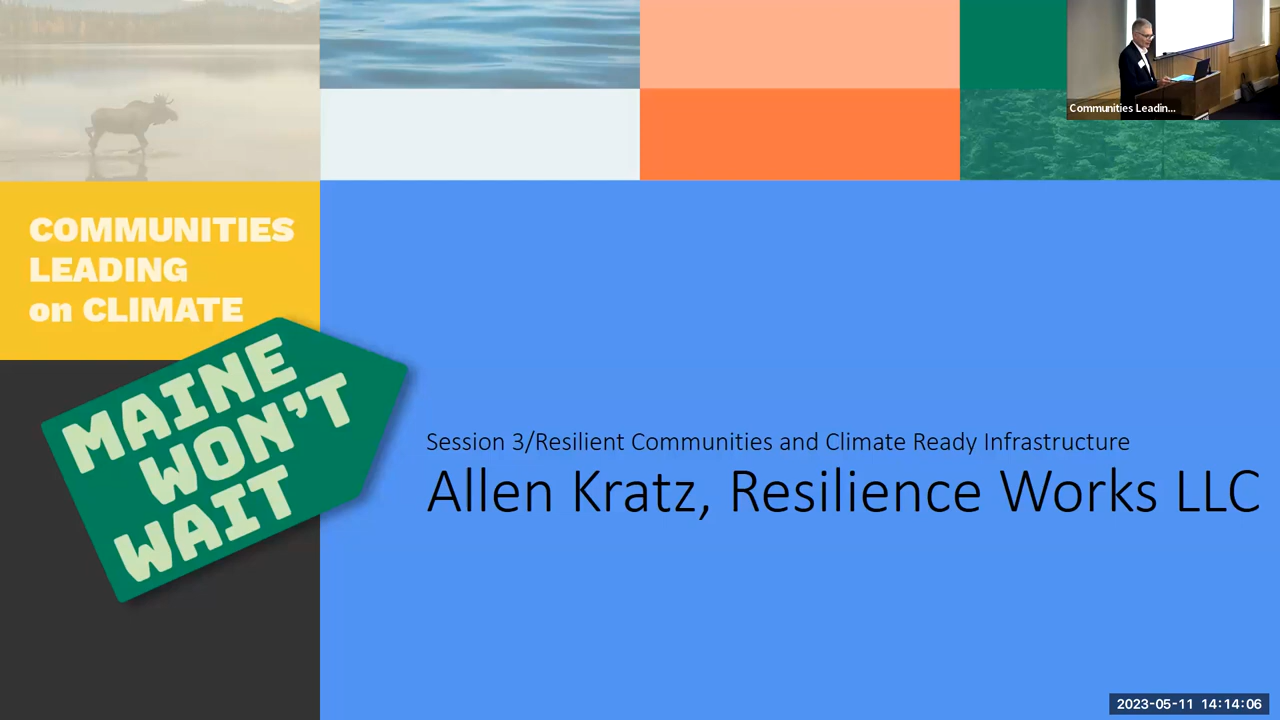 Communities Leadin...
COMMUNITIES
LEADING
on CLIMATE
MAINE
WON'T
WAIT
Session 3/Resilient Communities and Climate Ready Infrastructure
Allen Kratz, Resilience Works LLC
2023-05-11 14:14:06